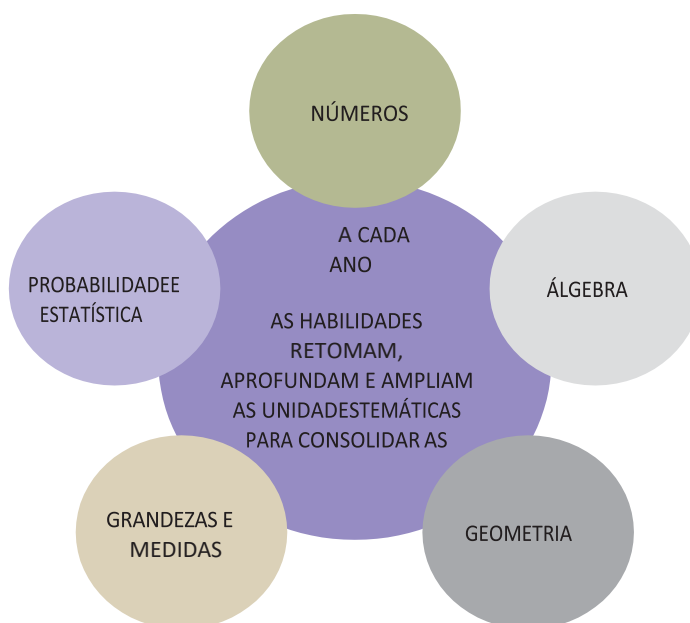 NÚMEROS
A CADA
ANO
AS HABILIDADES
RETOMAM,
APROFUNDAM E AMPLIAM
AS UNIDADESTEMÁTICAS
PARA CONSOLIDAR AS
ÁLGEBRA
GEOMETRIA
GRANDEZAS E
MEDIDAS
PROBABILIDADEE
ESTATÍSTICA